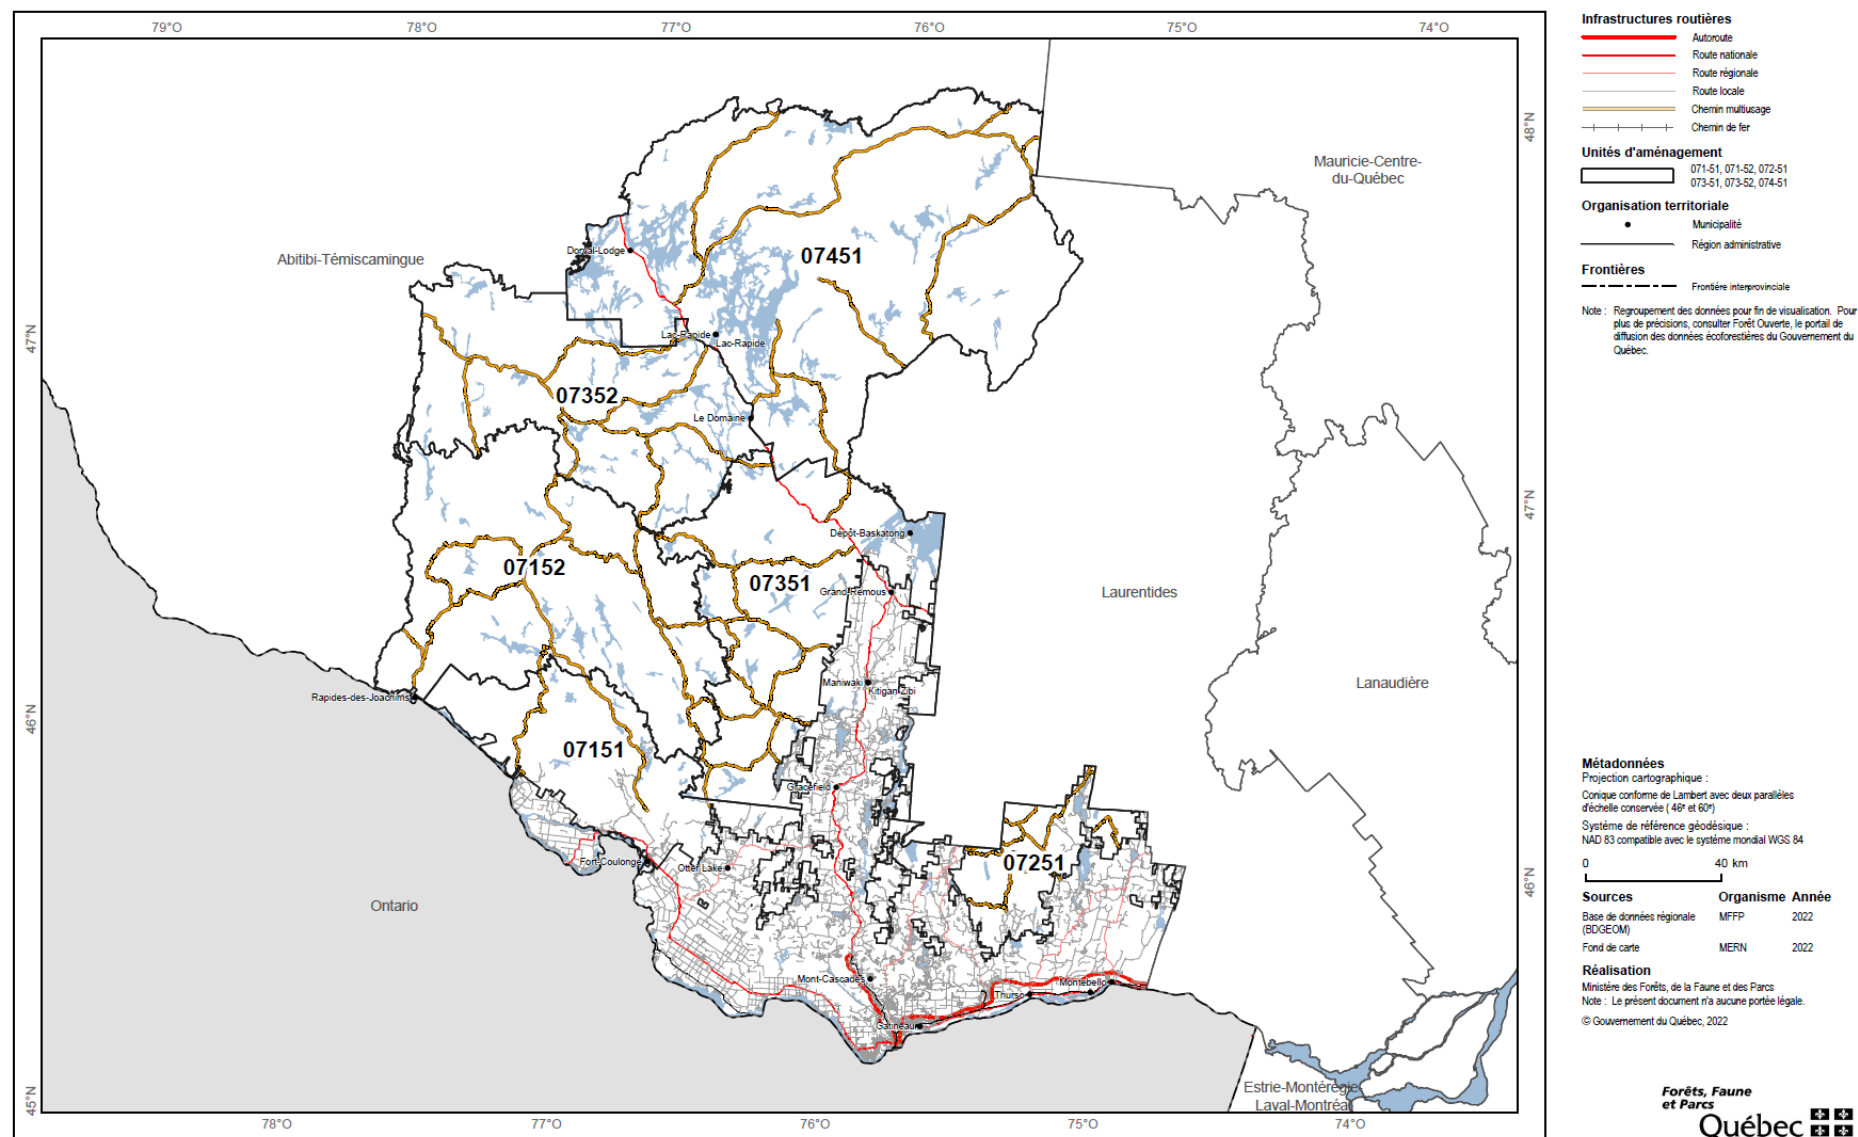 79°O
78°O
77°O
76°O
75°O
74°O
48°N
47°N
47°N
46°N
46°N
45°N
78°O
77°O
76°O
75°O
74°O
Mauricie-Centre-
du-Québec
Abitibi-Témiscamingue
Dorval-Lodge
07451
Lac-Rapide
Lac-Rapide
07352
Le Domaine
Dépôt-Baskatong
07152
07351
Grand-Remous
Laurentides
Maniwaki
Kitigan-Zibi
Lanaudière
Rapides-des-Joachims
07151
Gracefield
Fort-Coulonge
Otter Lake
07251
Ontario
Mont-Cascades
Montebello
Thurso
Gatineau
Estrie-Montérégie-
Laval-Montréal
Infrastructures routières
Autoroute
Route nationale
Route régionale
Route locale
Chemin multiusage
Chemin de fer
Unités d'aménagement
071-51, 071-52, 072-51
073-51, 073-52, 074-51
Organisation territoriale
Municipalité
Région administrative
Frontières
Frontière interprovinciale
Note : Regroupement des données pour fin de visualisation. Pour
plus de précisions, consulter Forêt Ouverte, le portail de
diffusion des données écoforestières du Gouvernement du
Québec.
Métadonnées
Projection cartographique :
Conique conforme de Lambert avec deux parallèles
d'échelle conservée ( 46ᵉ et 60ᵉ)
Système de référence géodésique :
NAD 83 compatible avec le système mondial WGS 84
0 40 km
Sources Organisme Année
Base de données régionale MFFP 2022
(BDGEOM)
Fond de carte MERN 2022
Réalisation
Ministère des Forêts, de la Faune et des Parcs
Note : Le présent document n'a aucune portée légale.
© Gouvernement du Québec, 2022
Forêts, Faune
et Parcs
Québec